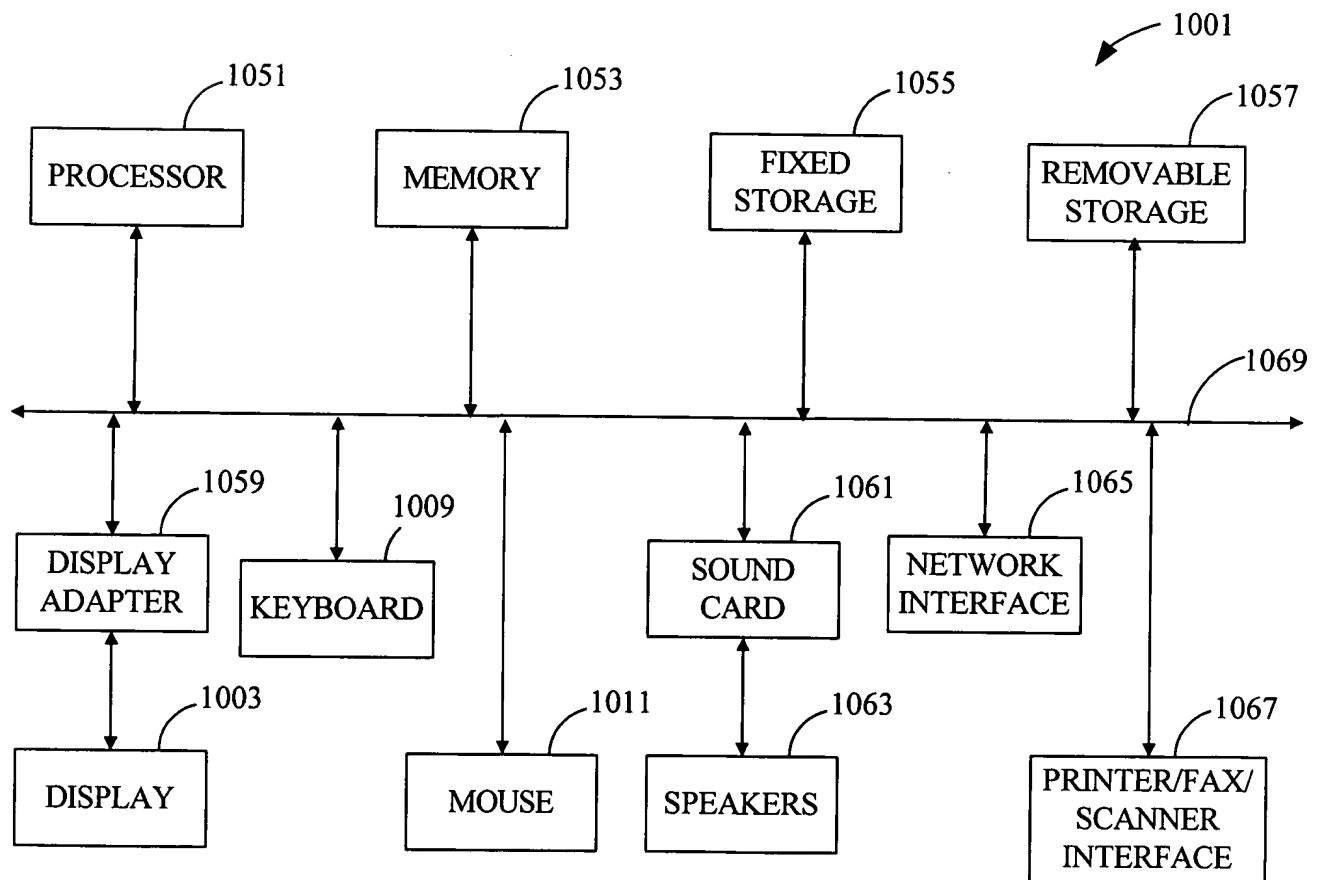 1001
1051
1053
1055
1057
PROCESSOR
MEMORY
FIXED
STORAGE
REMOVABLE
STORAGE
1069
1059
1009
1061
1065
DISPLAY
ADAPTER
KEYBOARD
SOUND
CARD
NETWORK
INTERFACE
1003
1011
1063
1067
DISPLAY
MOUSE
SPEAKERS
PRINTER/FAX/
SCANNER
INTERFACE